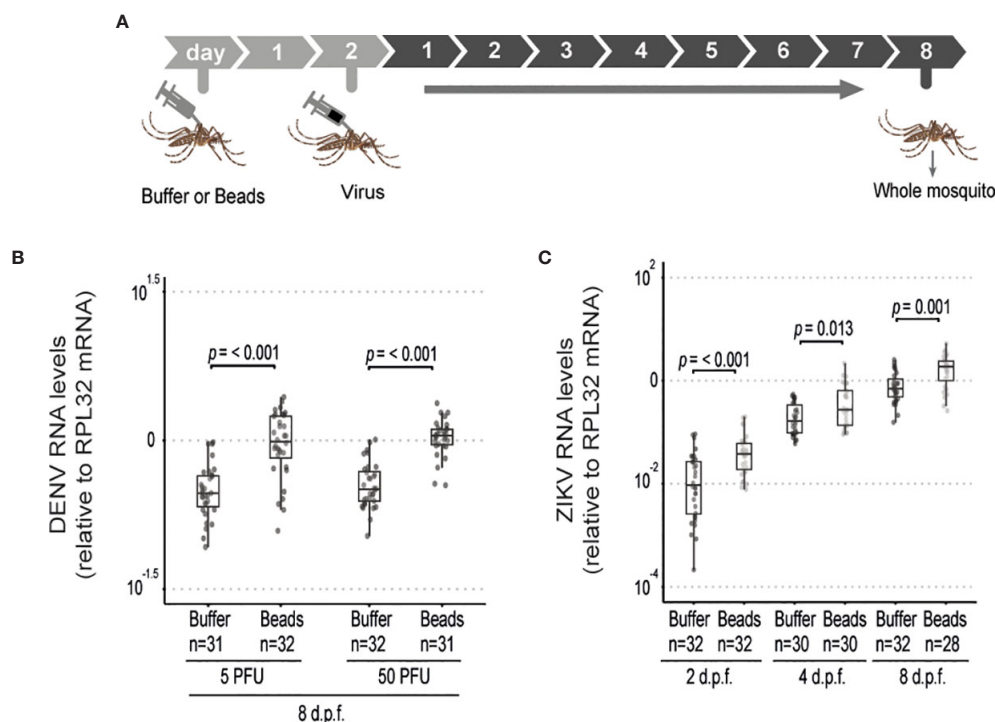 A
day 1 2 1 2 3 4 5 6 7 8
Buffer or Beads
Virus
Whole mosquito
B
DENV RNA levels
(relative to RPL32 mRNA)
10^1.5
0
10^-1.5
p = < 0.001
p = < 0.001
Buffer Beads Buffer Beads
n=31 n=32 n=32 n=31
5 PFU 50 PFU
8 d.p.f.
C
ZIKV RNA levels
(relative to RPL32 mRNA)
10^2
0
10^-2
10^-4
p = < 0.001
p = 0.013
p = 0.001
Buffer Beads Buffer Beads Buffer Beads
n=32 n=32 n=30 n=30 n=32 n=28
2 d.p.f. 4 d.p.f. 8 d.p.f.